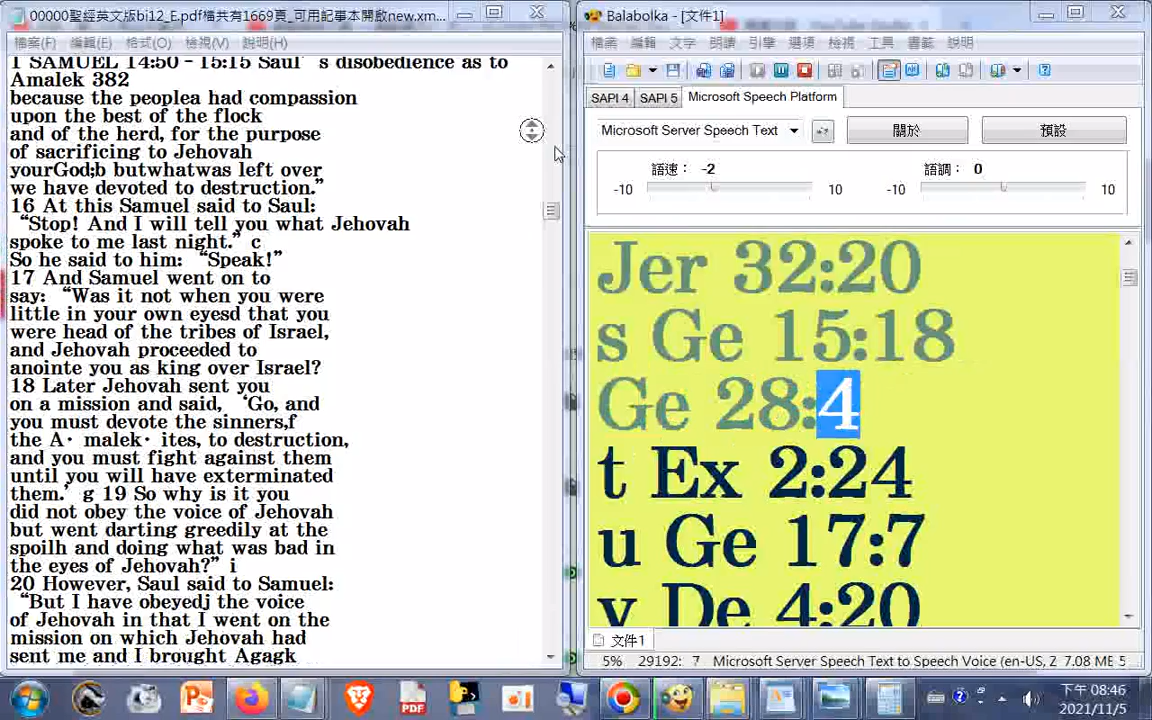 00000聖經英文版bi12_E.pdf檔共有1669頁_可用記事本開啟new.xm...
檔案(F) 編輯(E) 格式(O) 檢視(V) 說明(H)
1 SAMUEL 14:50 - 15:15 Saul's disobedience as to
Amalek 382
because the peoplea had compassion
upon the best of the flock
and of the herd, for the purpose
of sacrificing to Jehovah
yourGod;b butwhatwas left over
we have devoted to destruction.”
16 At this Samuel said to Saul:
“Stop! And I will tell you what Jehovah
spoke to me last night.” c
So he said to him: “Speak!”
17 And Samuel went on to
say: “Was it not when you were
little in your own eyesd that you
were head of the tribes of Israel,
and Jehovah proceeded to
anointe you as king over Israel?
18 Later Jehovah sent you
on a mission and said, ‘Go, and
you must devote the sinners,f
the A· malek· ites, to destruction,
and you must fight against them
until you will have exterminated
them.’ g 19 So why is it you
did not obey the voice of Jehovah
but went darting greedily at the
spoilh and doing what was bad in
the eyes of Jehovah?” i
20 However, Saul said to Samuel:
“But I have obeyedj the voice
of Jehovah in that I went on the
mission on which Jehovah had
sent me and I brought Agagk
Balabolka - [文件1]
檔案 編輯 文字 朗讀 引擎 選項 檢視 工具 書籤 說明
SAPI 4 SAPI 5 Microsoft Speech Platform
Microsoft Server Speech Text 關於 預設
語速: -2 語調: 0
-10 10 -10 10
Jer 32:20
s Ge 15:18
Ge 28:4
t Ex 2:24
u Ge 17:7
v De 4:20
文件1
5% 29192: 7 Microsoft Server Speech Text to Speech Voice (en-US, Z 7.08 MB 5
PDF
下午 08:46
2021/11/5